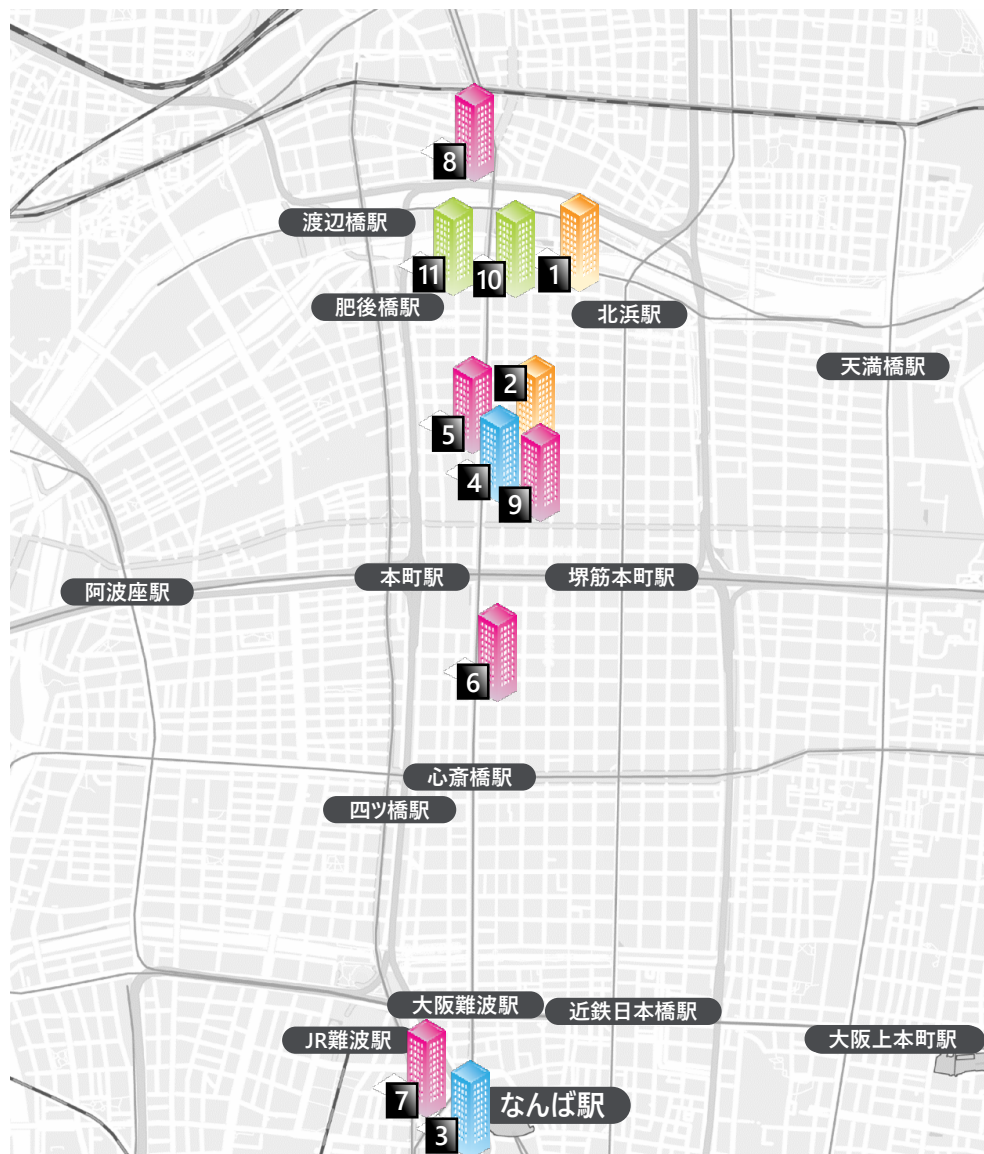 8
渡辺橋駅
11
10
1
肥後橋駅
北浜駅
天満橋駅
2
5
4
9
本町駅
堺筋本町駅
阿波座駅
6
心斎橋駅
四ツ橋駅
大阪難波駅
近鉄日本橋駅
JR難波駅
大阪上本町駅
7
なんば駅
3